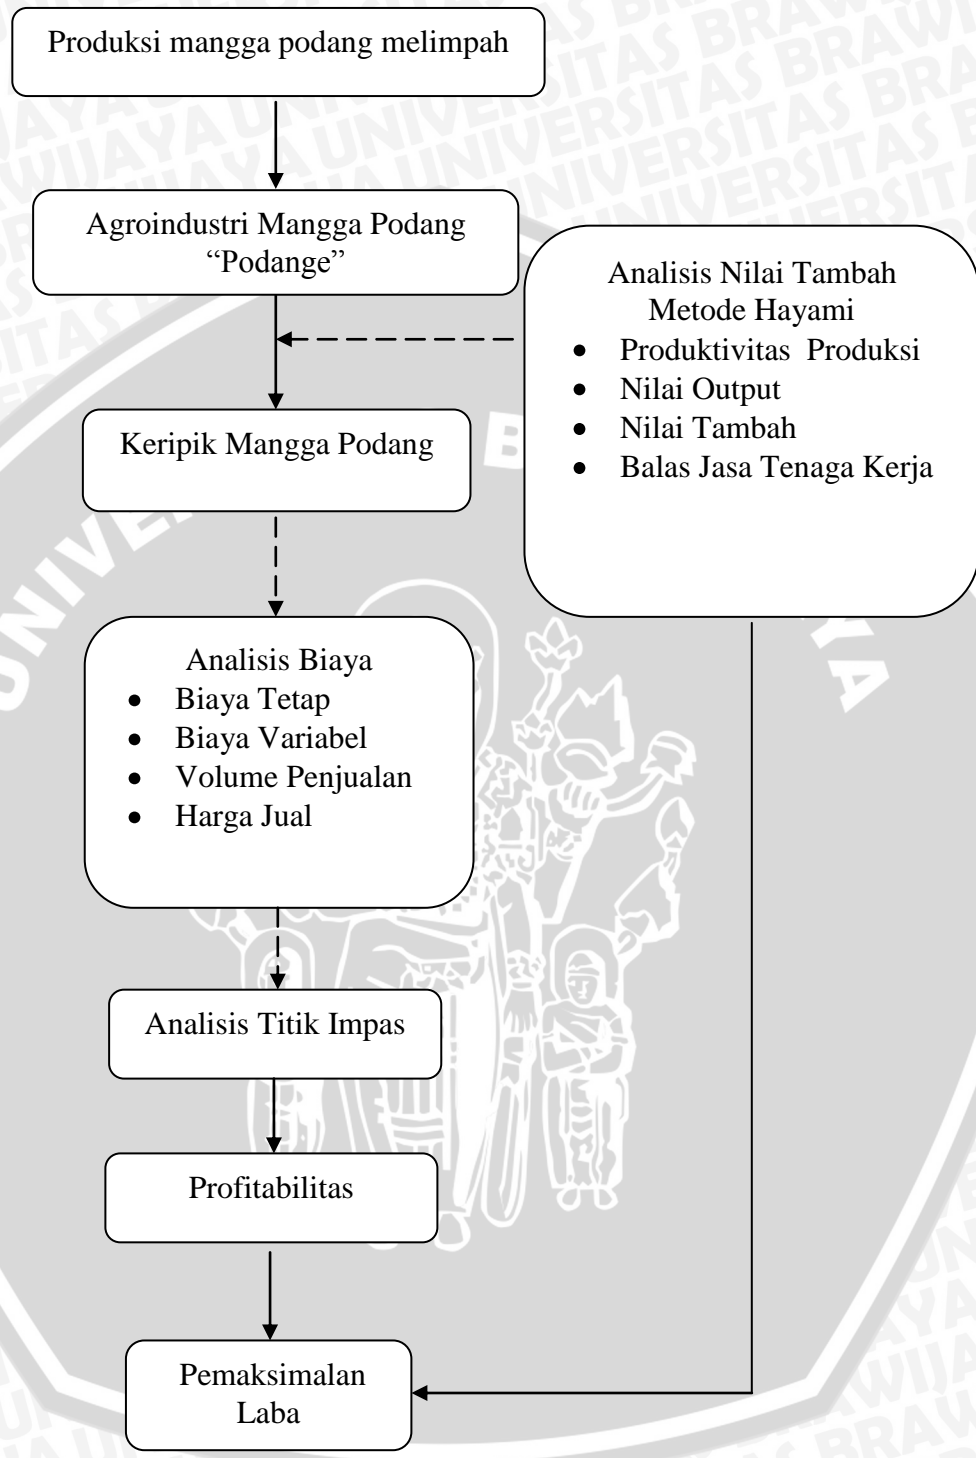 Produksi mangga podang melimpah
Agroindustri Mangga Podang
“Podange”
Analisis Nilai Tambah
Metode Hayami
• Produktivitas Produksi
• Nilai Output
• Nilai Tambah
• Balas Jasa Tenaga Kerja
Keripik Mangga Podang
Analisis Biaya
• Biaya Tetap
• Biaya Variabel
• Volume Penjualan
• Harga Jual
Analisis Titik Impas
Profitabilitas
Pemaksimalan
Laba